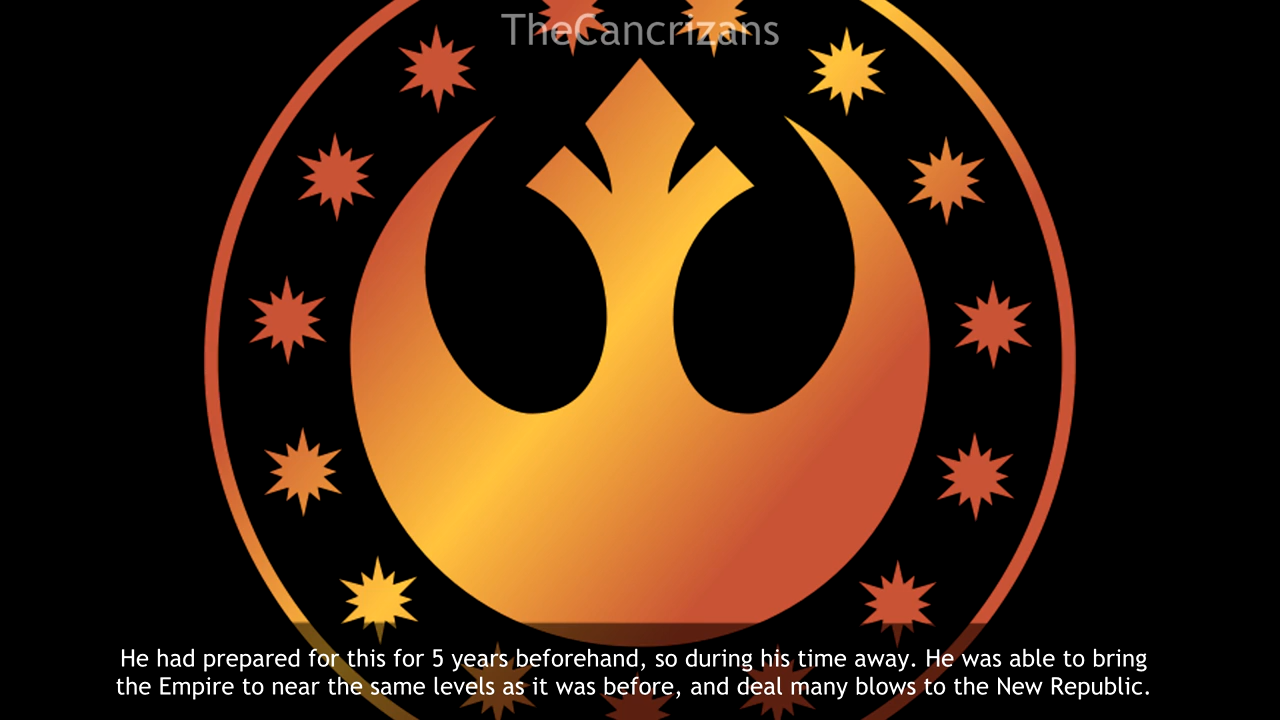 TheCancrizans
He had prepared for this for 5 years beforehand, so during his time away. He was able to bring
the Empire to near the same levels as it was before, and deal many blows to the New Republic.